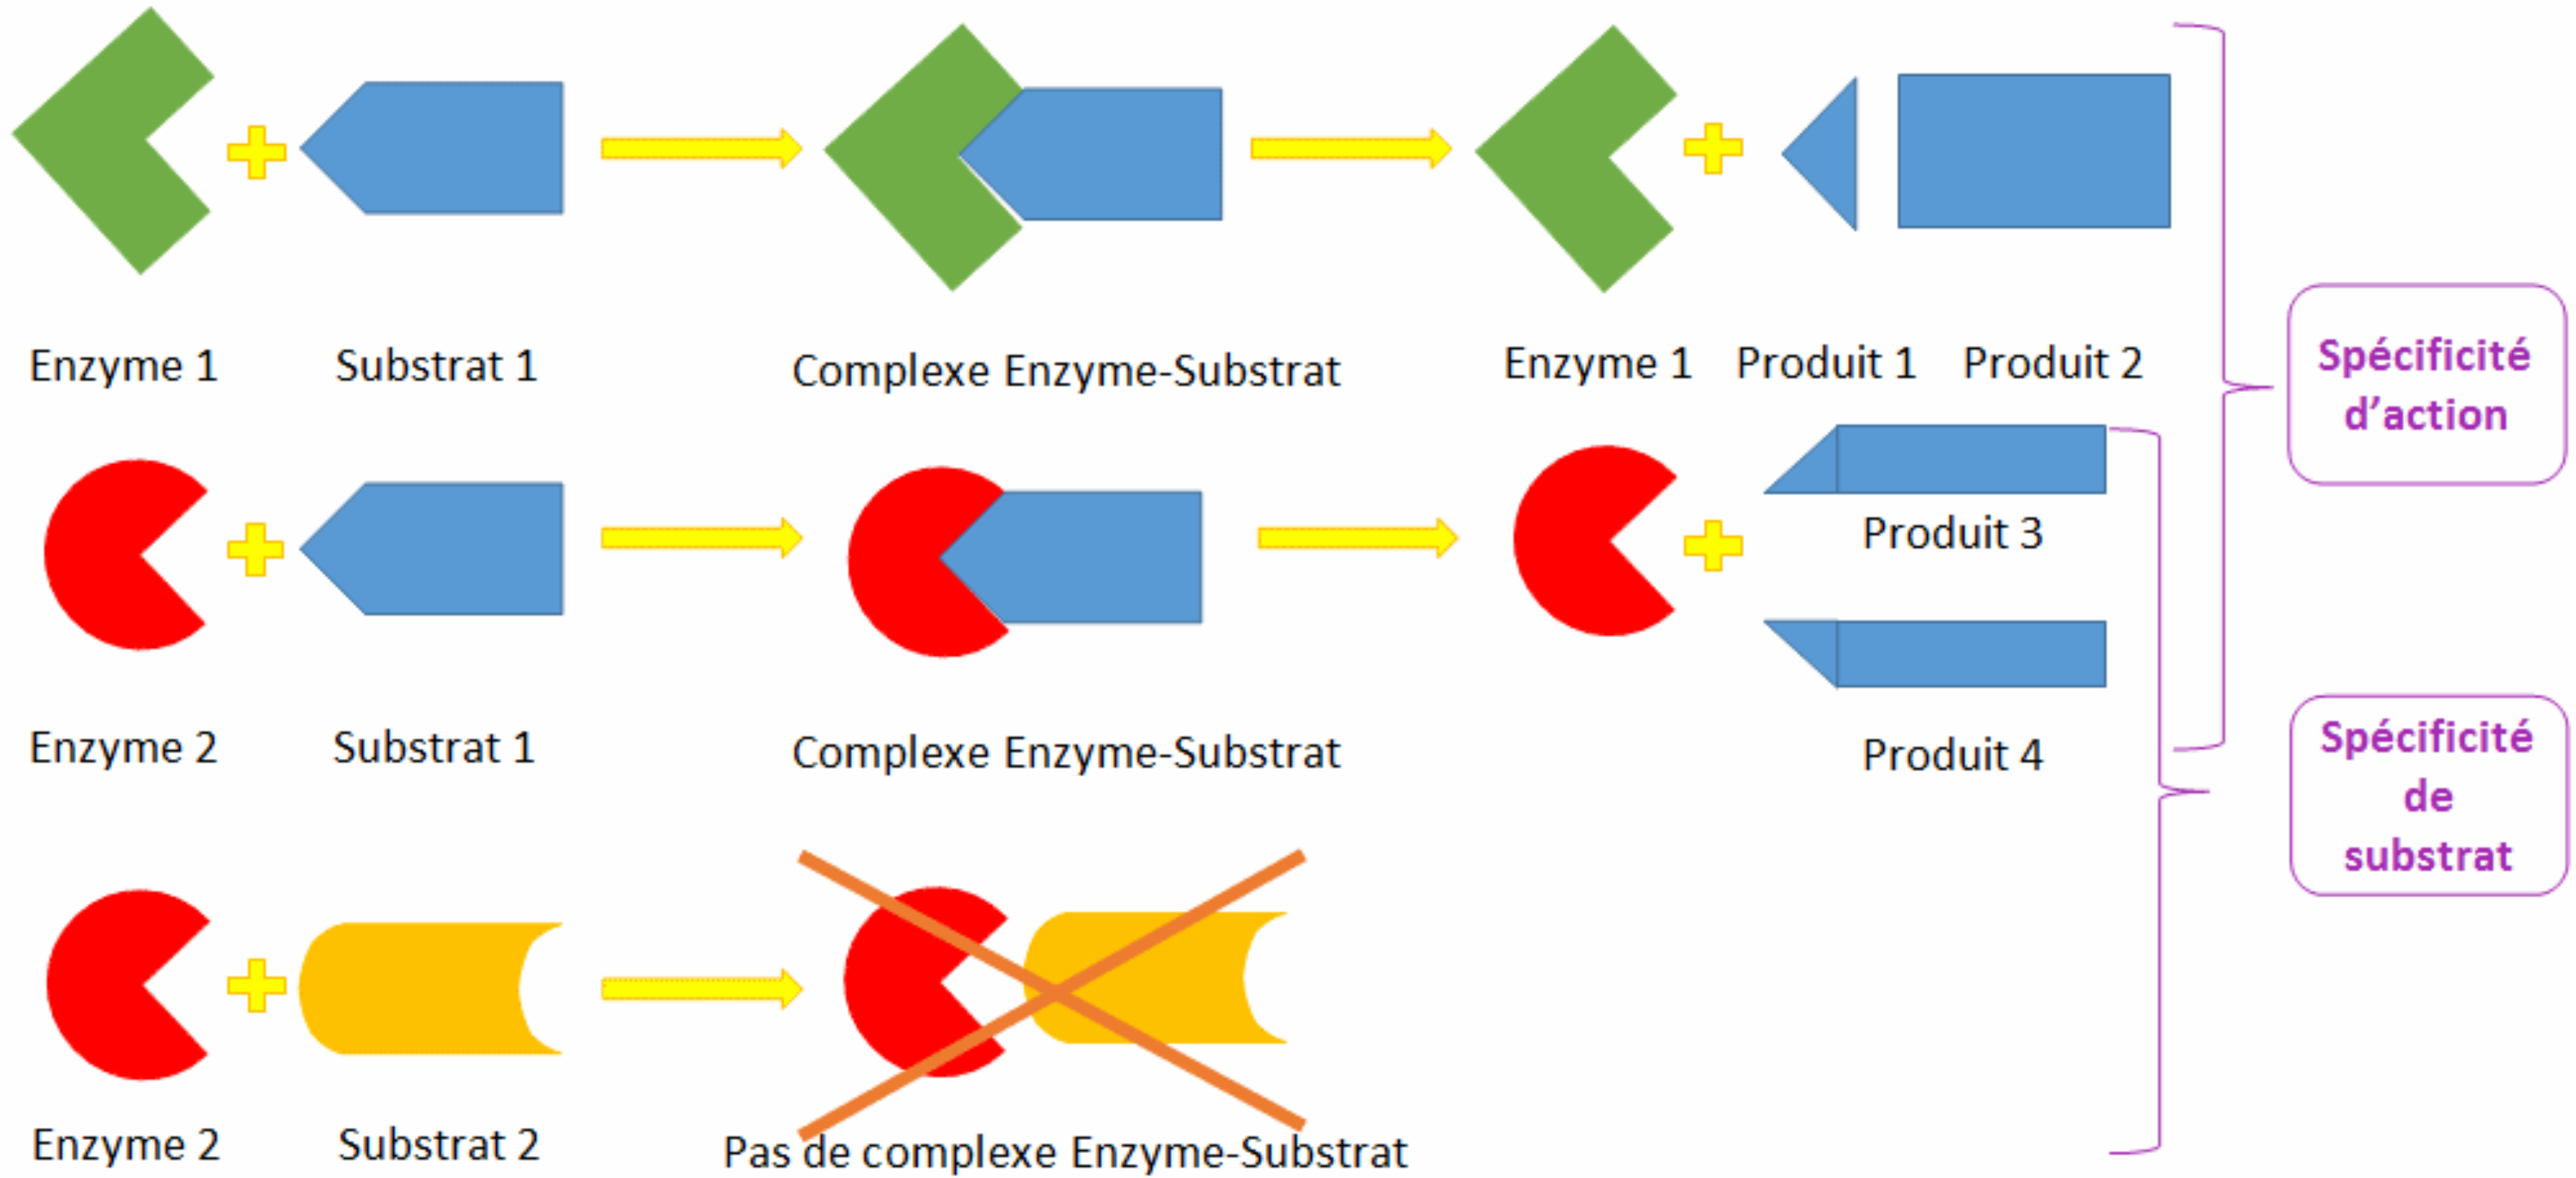 Enzyme 1
Substrat 1
Complexe Enzyme-Substrat
Enzyme 1
Produit 1
Produit 2
Spécificité
d’action
Enzyme 2
Substrat 1
Complexe Enzyme-Substrat
Produit 3
Produit 4
Spécificité
de
substrat
Enzyme 2
Substrat 2
Pas de complexe Enzyme-Substrat